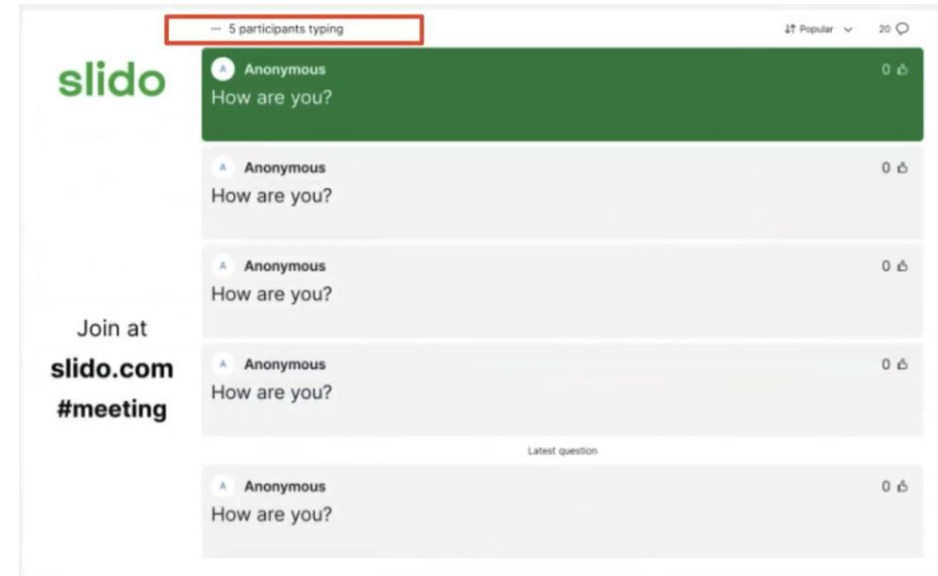 ··· 5 participants typing
↓↑ Popular
20
slido
A Anonymous
0
How are you?
A Anonymous
0
How are you?
A Anonymous
0
How are you?
A Anonymous
0
How are you?
Latest question
A Anonymous
0
How are you?
Join at
slido.com
#meeting